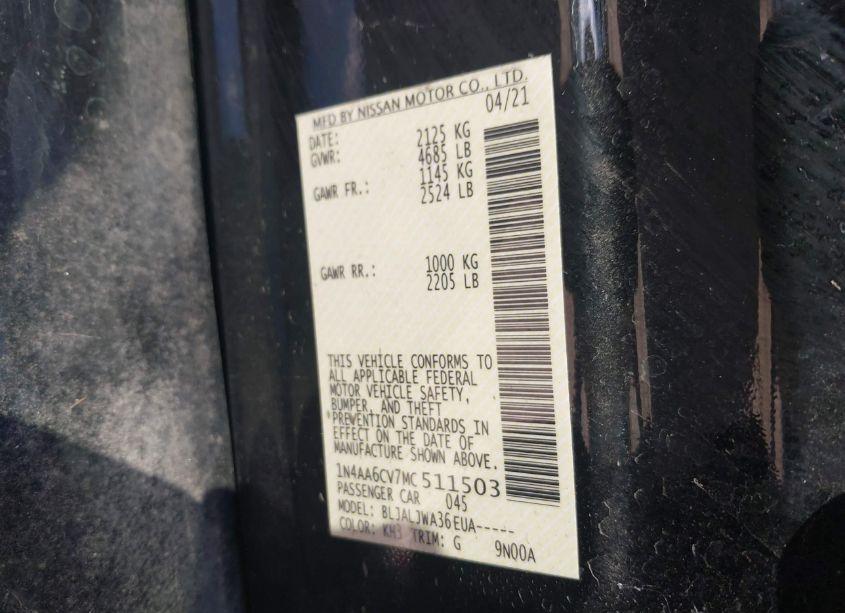 MFD BY NISSAN MOTOR CO., LTD.
DATE: 04/21
GVWR: 2125 KG
4685 LB
GAWR FR.: 1145 KG
2524 LB
GAWR RR.: 1000 KG
2205 LB
THIS VEHICLE CONFORMS TO
ALL APPLICABLE FEDERAL
MOTOR VEHICLE SAFETY,
BUMPER, AND THEFT
PREVENTION STANDARDS IN
EFFECT ON THE DATE OF
MANUFACTURE SHOWN ABOVE.
1N4AA6CV7MC511503
PASSENGER CAR 045
MODEL: BLJALJWA36EUA-----
COLOR: KH3 TRIM: G 9N00A